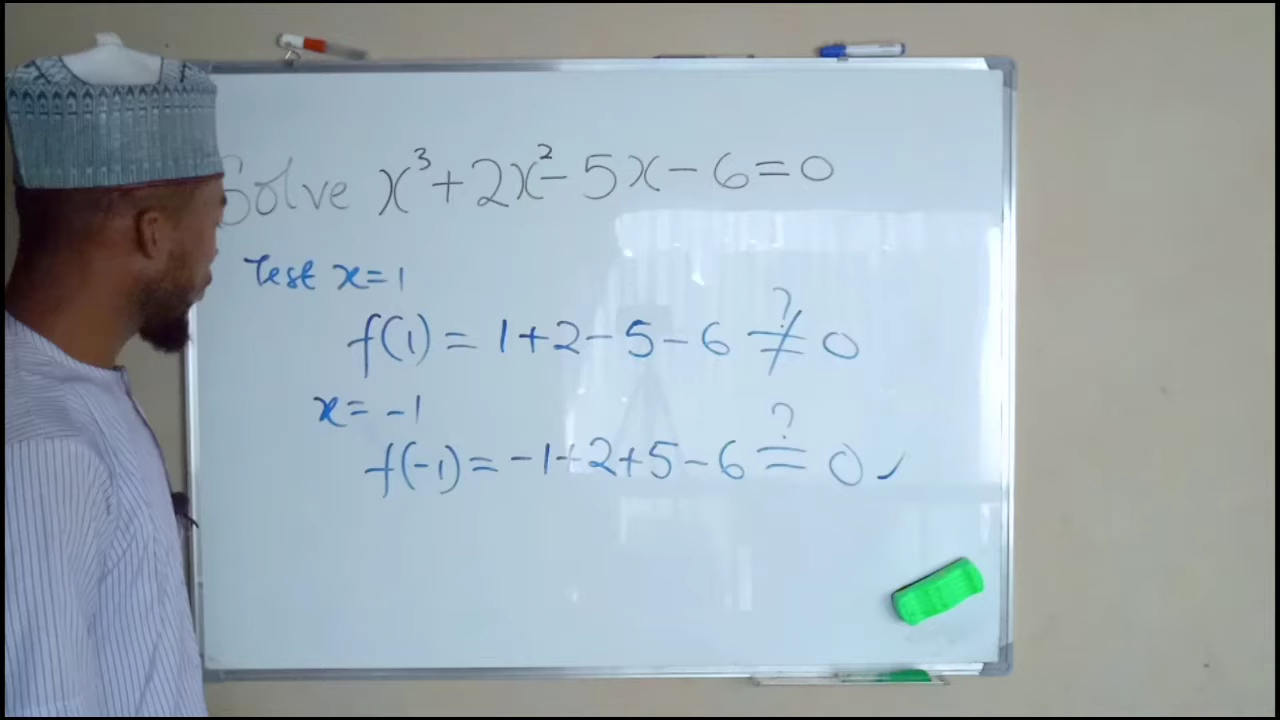 Solve x³+2x²-5x-6=0
Test x=1
f(1)=1+2-5-6≠0
?
x=-1
f(-1)=-1+2+5-6=0✓
?